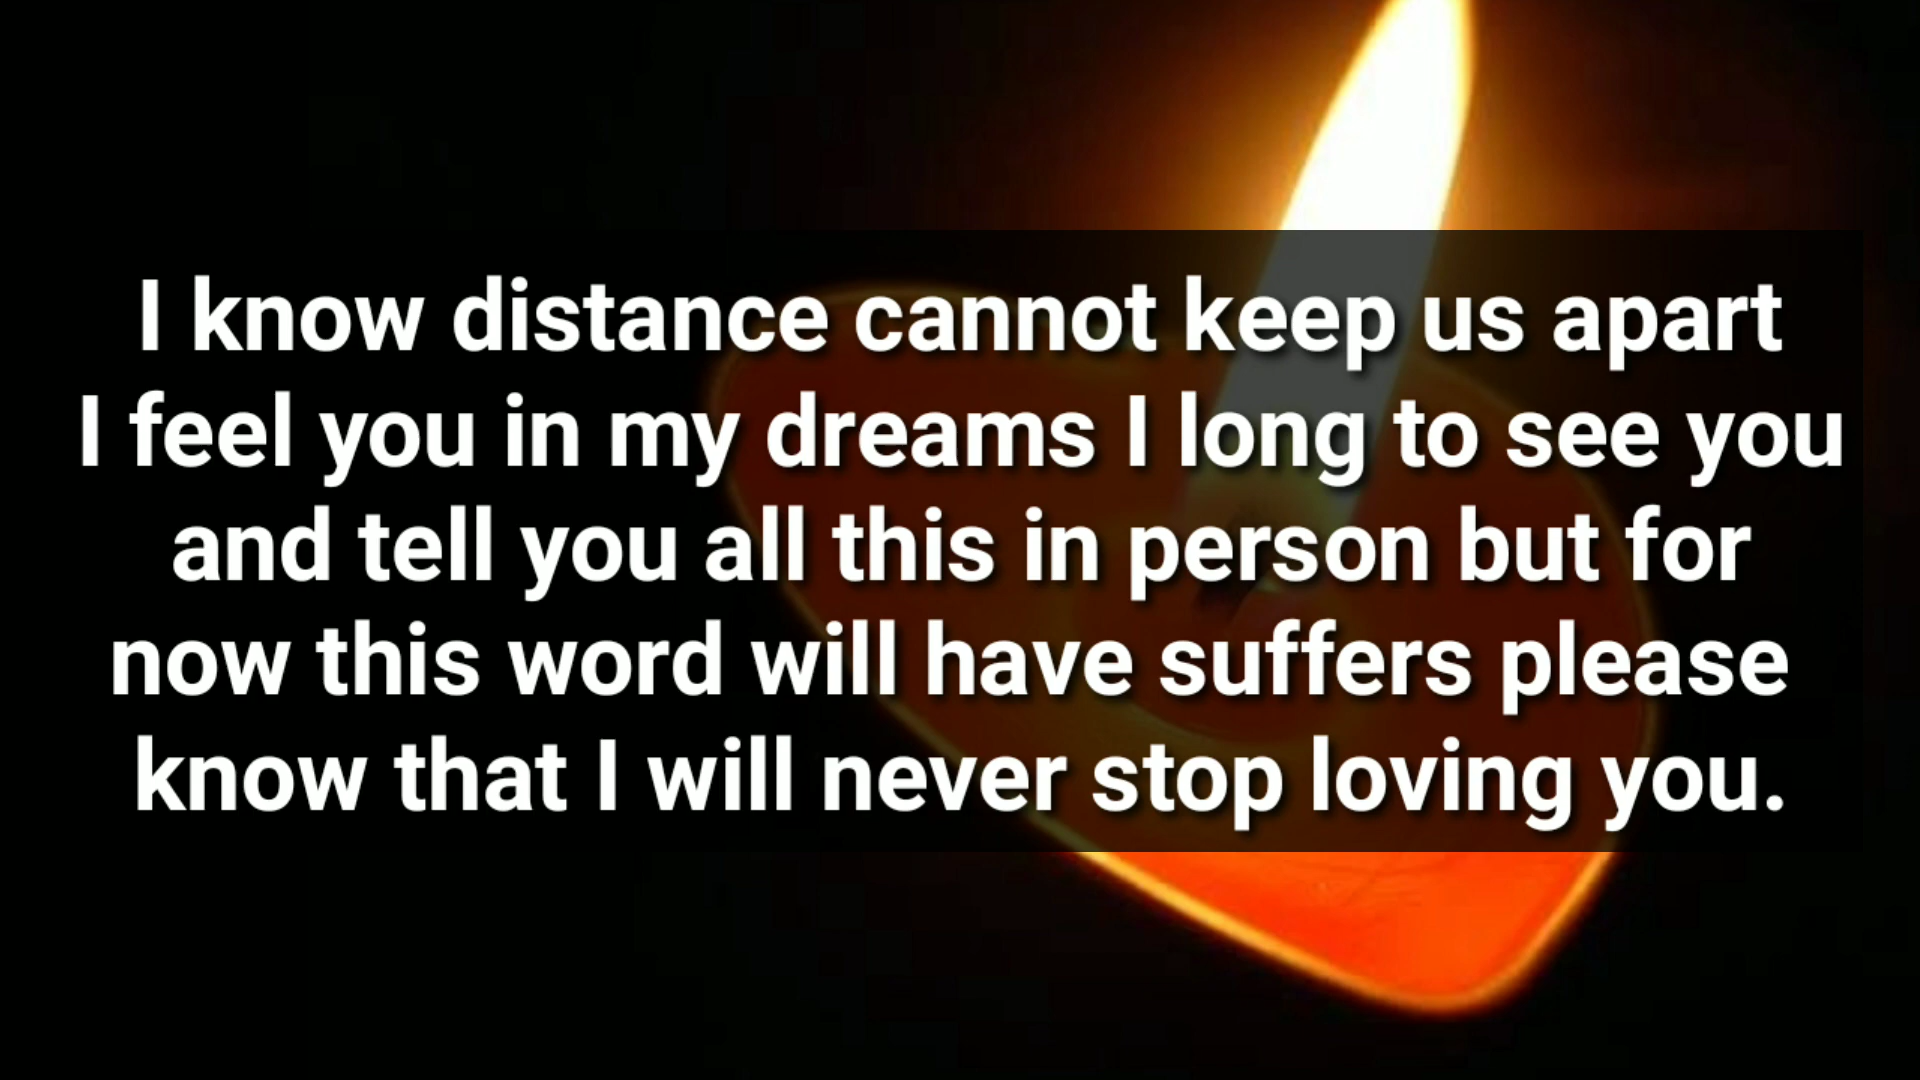 I know distance cannot keep us apart
I feel you in my dreams I long to see you
and tell you all this in person but for
now this word will have suffers please
know that I will never stop loving you.